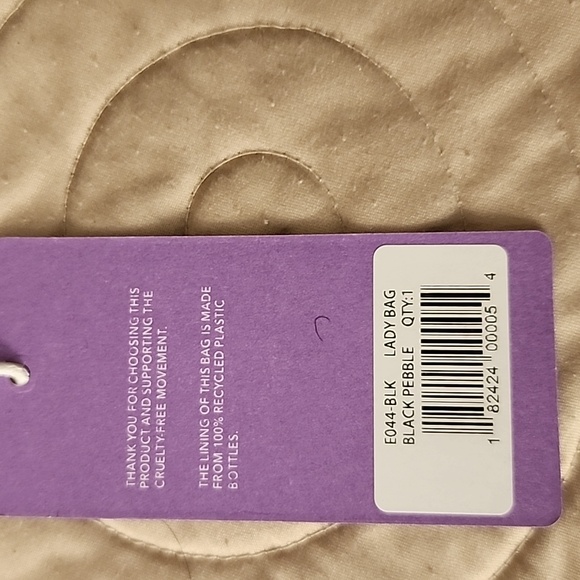 THANK YOU FOR CHOOSING THIS
PRODUCT AND SUPPORTING THE
CRUELTY-FREE MOVEMENT.
THE LINING OF THIS BAG IS MADE
FROM 100% RECYCLED PLASTIC
BOTTLES.
E044-BLK LADY BAG
BLACK PEBBLE QTY:1
1 82424 00005 4